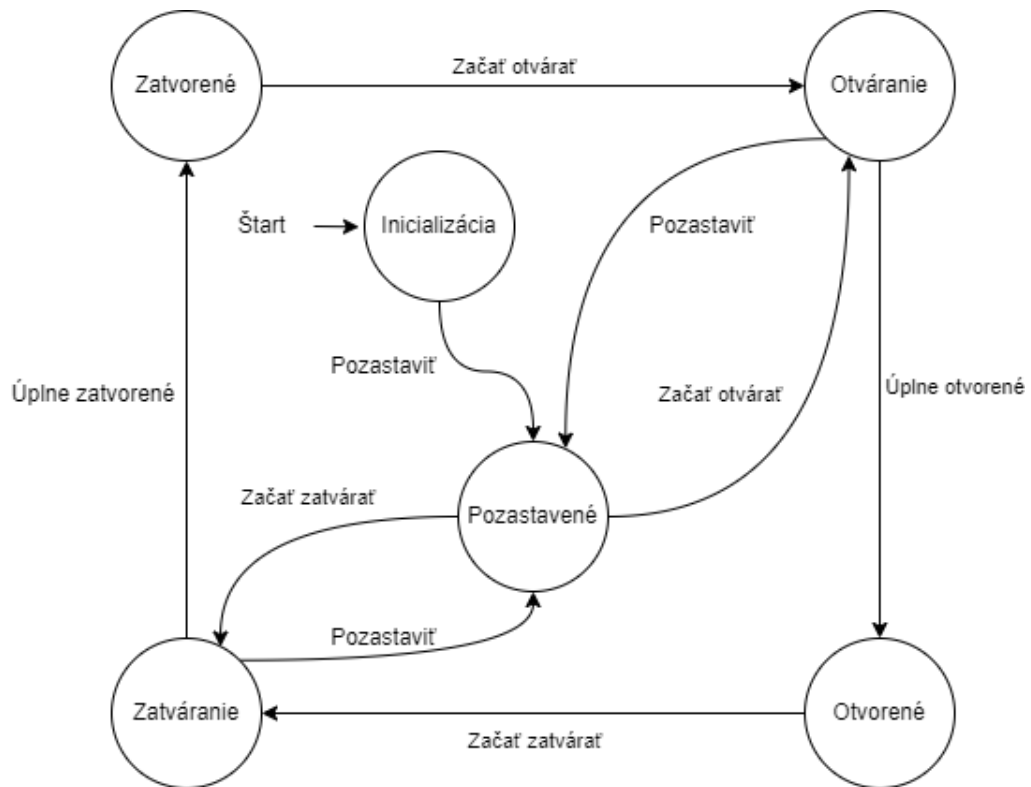 Začať otvárať
Zatvorené
Otváranie
Štart
Inicializácia
Pozastaviť
Pozastaviť
Úplne zatvorené
Začať otvárať
Úplne otvorené
Začať zatvárať
Pozastavené
Pozastaviť
Zatváranie
Otvorené
Začať zatvárať